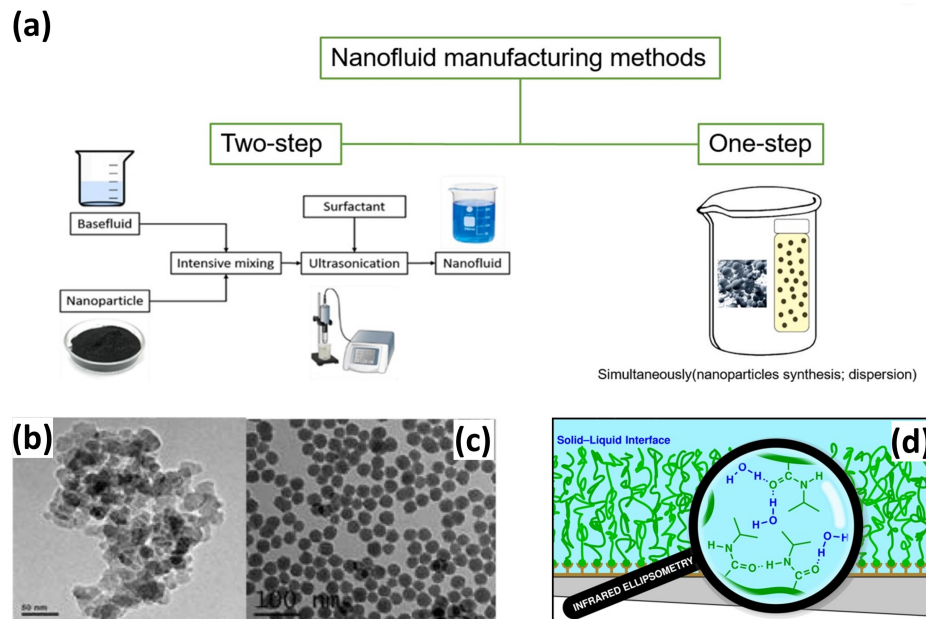 (a)
Nanofluid manufacturing methods
Two-step
One-step
Basefluid
Surfactant
Intensive mixing
Ultrasonication
Nanofluid
Nanoparticle
Simultaneously(nanoparticles synthesis; dispersion)
(b)
50 nm
(c)
100 nm
(d)
Solid–Liquid Interface
H O H
O C N H
H
H O
H N C O
H N C O
H O H
INFRARED ELLIPSOMETRY